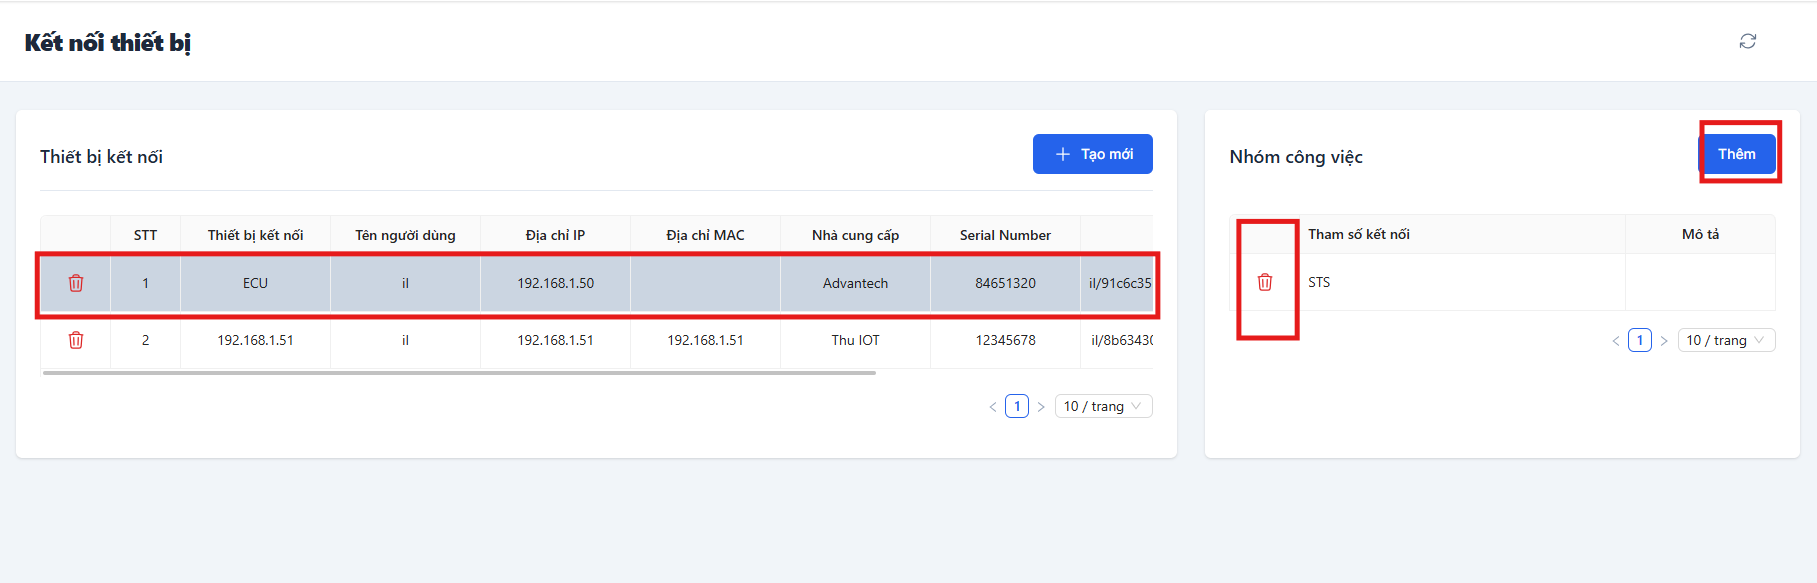 Kết nối thiết bị
Thiết bị kết nối
+ Tạo mới
STT Thiết bị kết nối Tên người dùng Địa chỉ IP Địa chỉ MAC Nhà cung cấp Serial Number
1 ECU il 192.168.1.50 Advantech 84651320 il/91c6c35
2 192.168.1.51 il 192.168.1.51 192.168.1.51 Thu IOT 12345678 il/8b6343
< 1 > 10 / trang
Nhóm công việc
Thêm
Tham số kết nối Mô tả
STS
< 1 > 10 / trang